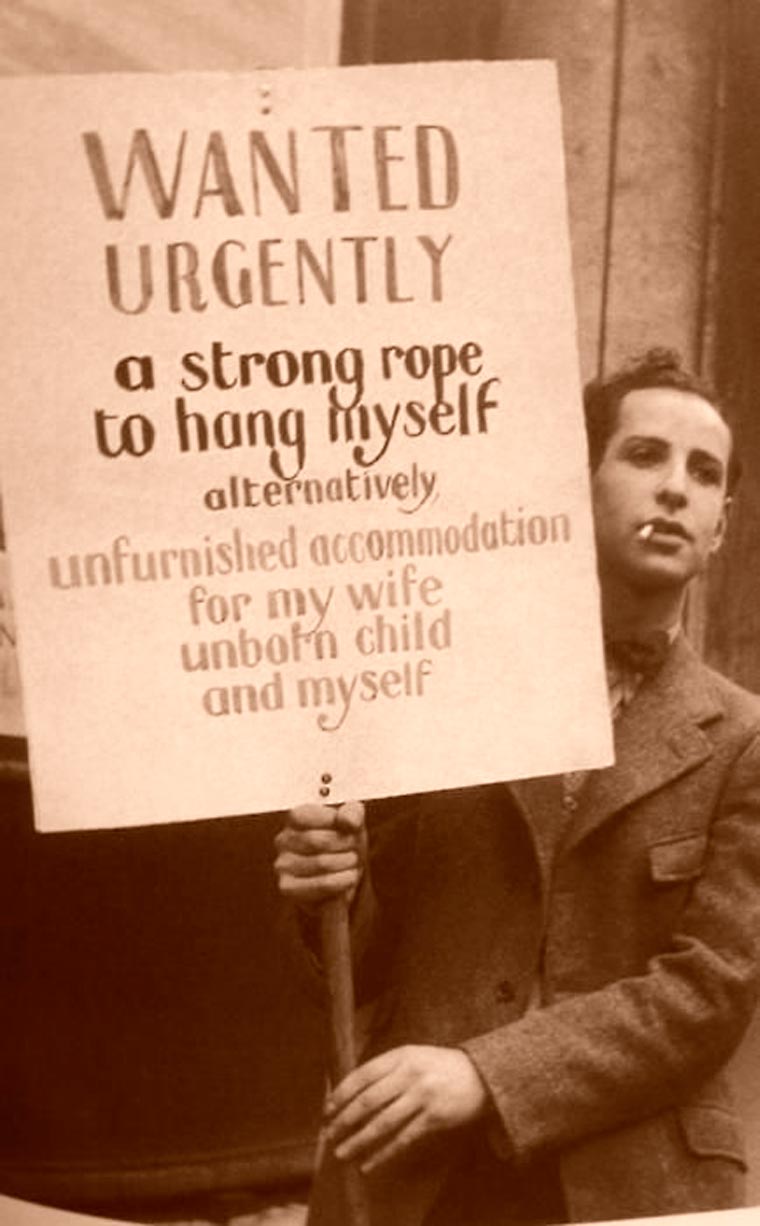 WANTED
URGENTLY
a strong rope
to hang myself
alternatively,
unfurnished accommodation
for my wife
unborn child
and myself